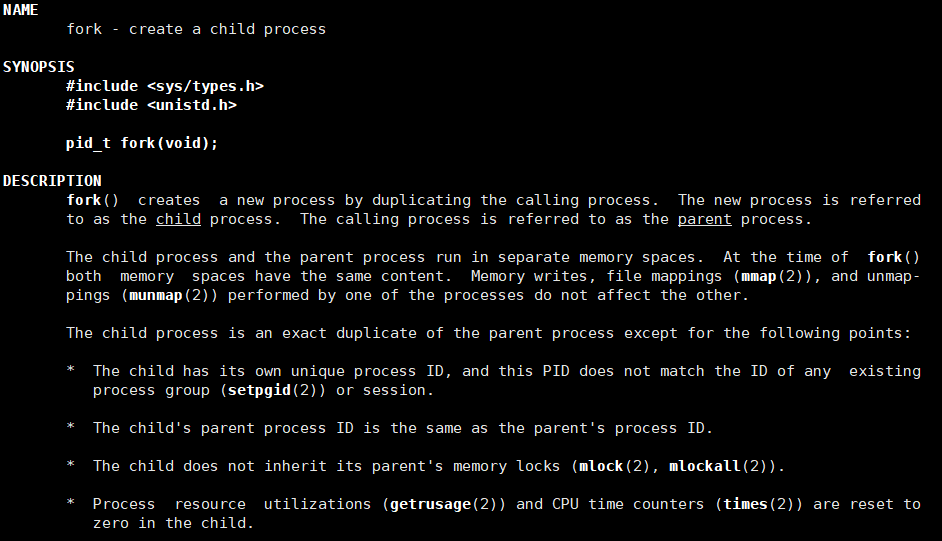 NAME
fork - create a child process
SYNOPSIS
#include <sys/types.h>
#include <unistd.h>
pid_t fork(void);
DESCRIPTION
fork()  creates  a new process by duplicating the calling process.  The new process is referred
to as the child process.  The calling process is referred to as the parent process.
The child process and the parent process run in separate memory spaces.  At the time of  fork()
both  memory  spaces have the same content.  Memory writes, file mappings (mmap(2)), and unmap-
pings (munmap(2)) performed by one of the processes do not affect the other.
The child process is an exact duplicate of the parent process except for the following points:
*  The child has its own unique process ID, and this PID does not match the ID of any  existing
process group (setpgid(2)) or session.
*  The child's parent process ID is the same as the parent's process ID.
*  The child does not inherit its parent's memory locks (mlock(2), mlockall(2)).
*  Process  resource  utilizations (getrusage(2)) and CPU time counters (times(2)) are reset to
zero in the child.